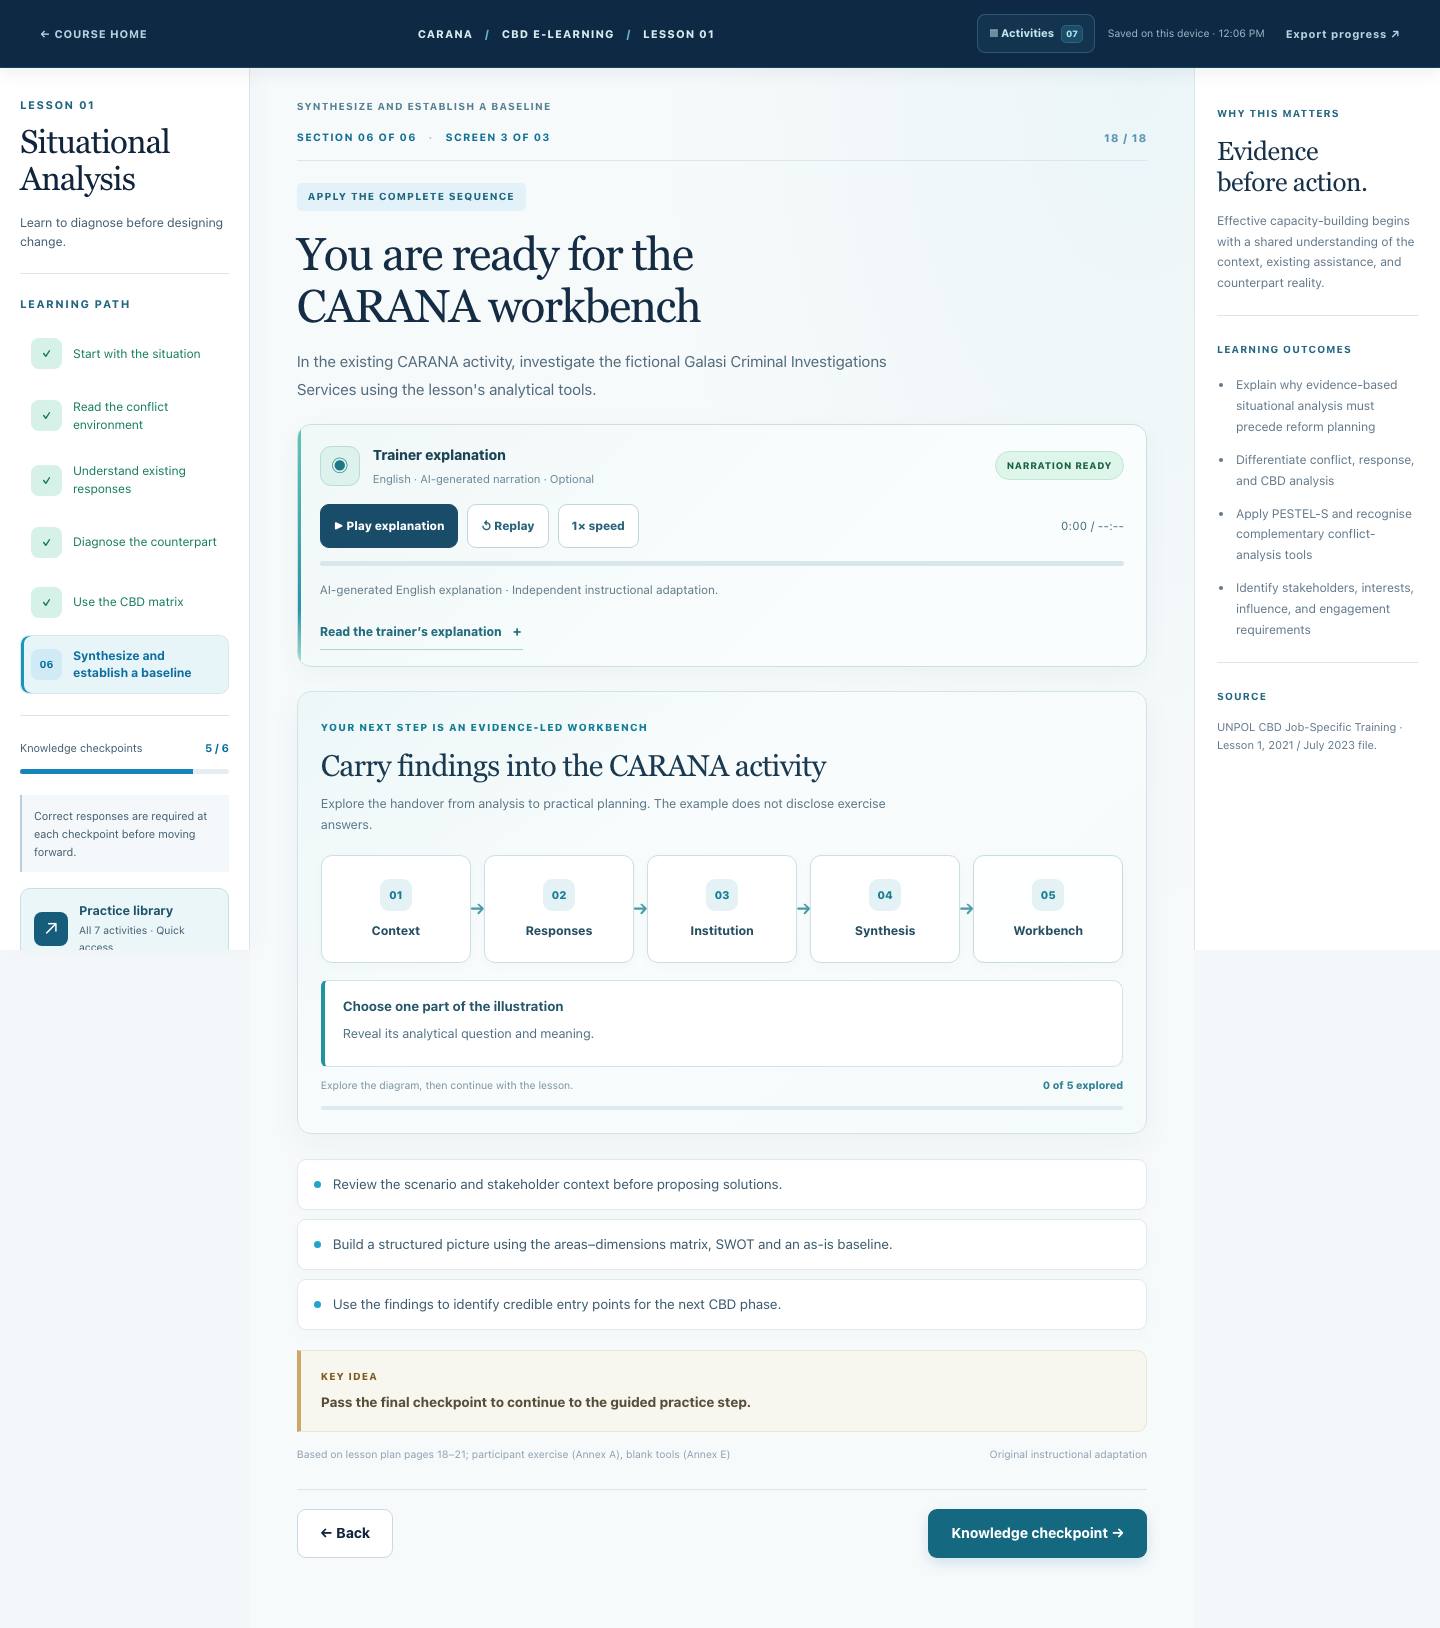 ← COURSE HOME
CARANA / CBD E-LEARNING / LESSON 01
Activities 07
Saved on this device · 12:06 PM
Export progress ↗
LESSON 01
Situational
Analysis
Learn to diagnose before designing
change.
LEARNING PATH
✓ Start with the situation
✓ Read the conflict
environment
✓ Understand existing
responses
✓ Diagnose the counterpart
✓ Use the CBD matrix
06 Synthesize and
establish a baseline
Knowledge checkpoints 5 / 6
Correct responses are required at
each checkpoint before moving
forward.
↗ Practice library
All 7 activities · Quick
access
SYNTHESIZE AND ESTABLISH A BASELINE
SECTION 06 OF 06 · SCREEN 3 OF 03
18 / 18
APPLY THE COMPLETE SEQUENCE
You are ready for the
CARANA workbench
In the existing CARANA activity, investigate the fictional Galasi Criminal Investigations
Services using the lesson's analytical tools.
Trainer explanation
English · AI-generated narration · Optional
NARRATION READY
▶ Play explanation
↺ Replay
1× speed
0:00 / --:--
AI-generated English explanation · Independent instructional adaptation.
Read the trainer’s explanation +
YOUR NEXT STEP IS AN EVIDENCE-LED WORKBENCH
Carry findings into the CARANA activity
Explore the handover from analysis to practical planning. The example does not disclose exercise
answers.
01
Context
→
02
Responses
→
03
Institution
→
04
Synthesis
→
05
Workbench
Choose one part of the illustration
Reveal its analytical question and meaning.
Explore the diagram, then continue with the lesson.
0 of 5 explored
Review the scenario and stakeholder context before proposing solutions.
Build a structured picture using the areas–dimensions matrix, SWOT and an as-is baseline.
Use the findings to identify credible entry points for the next CBD phase.
KEY IDEA
Pass the final checkpoint to continue to the guided practice step.
Based on lesson plan pages 18–21; participant exercise (Annex A), blank tools (Annex E)
Original instructional adaptation
← Back
Knowledge checkpoint →
WHY THIS MATTERS
Evidence
before action.
Effective capacity-building begins
with a shared understanding of the
context, existing assistance, and
counterpart reality.
LEARNING OUTCOMES
• Explain why evidence-based
situational analysis must
precede reform planning
• Differentiate conflict, response,
and CBD analysis
• Apply PESTEL-S and recognise
complementary conflict-
analysis tools
• Identify stakeholders, interests,
influence, and engagement
requirements
SOURCE
UNPOL CBD Job-Specific Training ·
Lesson 1, 2021 / July 2023 file.